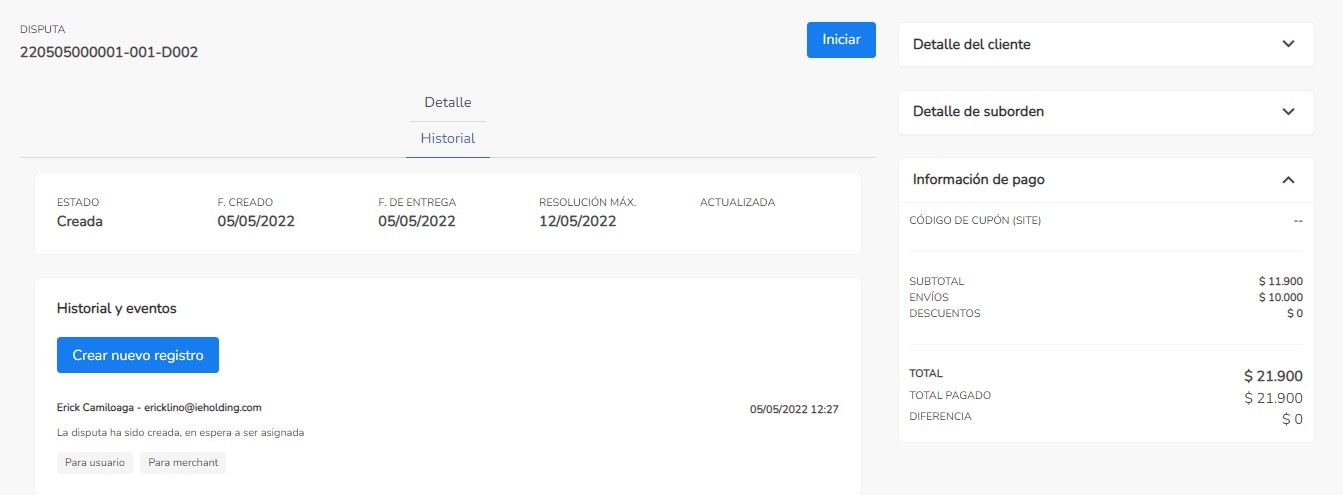 DISPUTA
220505000001-001-D002
Iniciar
Detalle
Historial
ESTADO F. CREADO F. DE ENTREGA RESOLUCIÓN MÁX. ACTUALIZADA
Creada 05/05/2022 05/05/2022 12/05/2022
Historial y eventos
Crear nuevo registro
Erick Camiloaga - ericklino@ieholding.com 05/05/2022 12:27
La disputa ha sido creada, en espera a ser asignada
Para usuario Para merchant
Detalle del cliente
Detalle de suborden
Información de pago
CÓDIGO DE CUPÓN (SITE) --
SUBTOTAL $ 11.900
ENVÍOS $ 10.000
DESCUENTOS $ 0
TOTAL $ 21.900
TOTAL PAGADO $ 21.900
DIFERENCIA $ 0